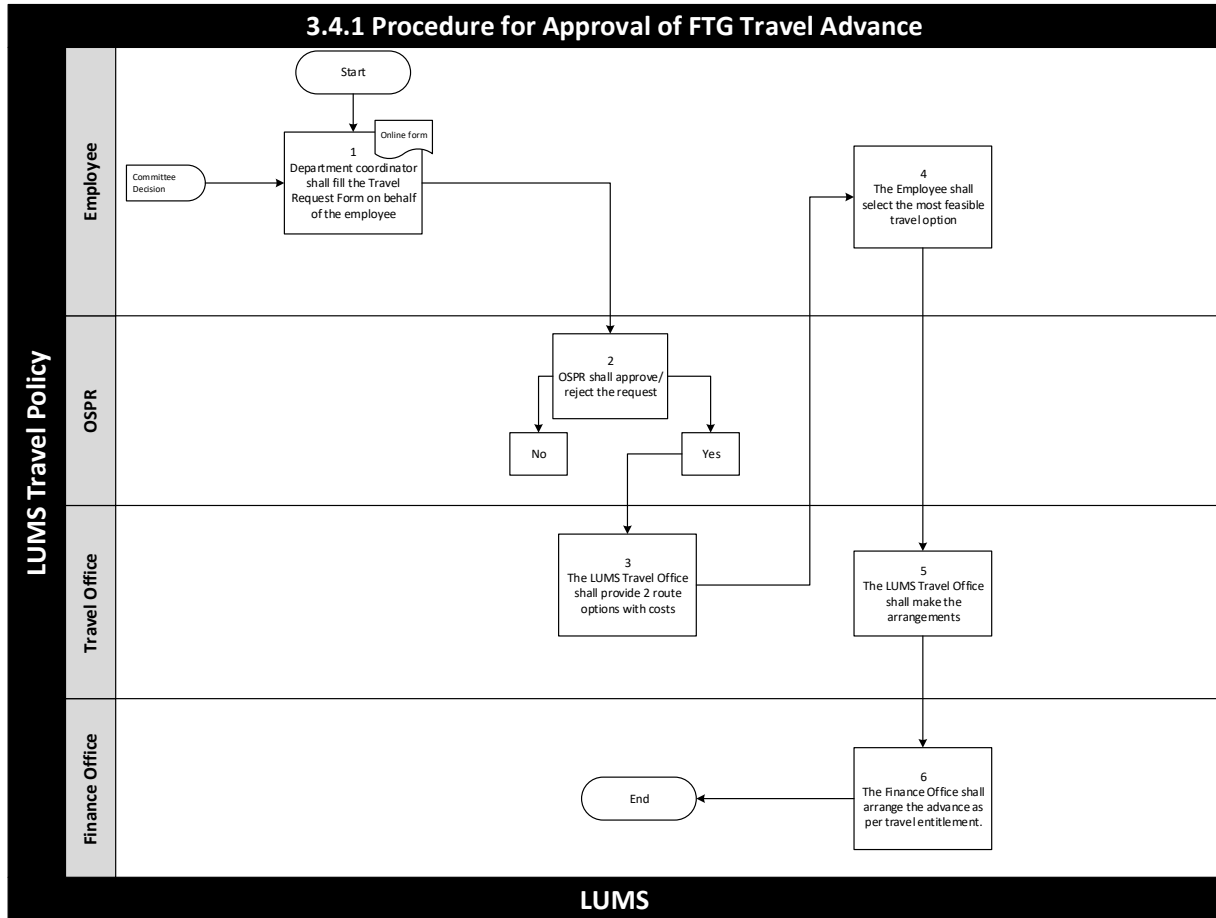 3.4.1 Procedure for Approval of FTG Travel Advance
LUMS Travel Policy
Employee
Start
Online form
Committee
Decision
1
Department coordinator
shall fill the Travel
Request Form on behalf
of the employee
4
The Employee shall
select the most feasible
travel option
OSPR
2
OSPR shall approve/
reject the request
No
Yes
Travel Office
3
The LUMS Travel Office
shall provide 2 route
options with costs
5
The LUMS Travel Office
shall make the
arrangements
Finance Office
End
6
The Finance Office shall
arrange the advance as
per travel entitlement.
LUMS